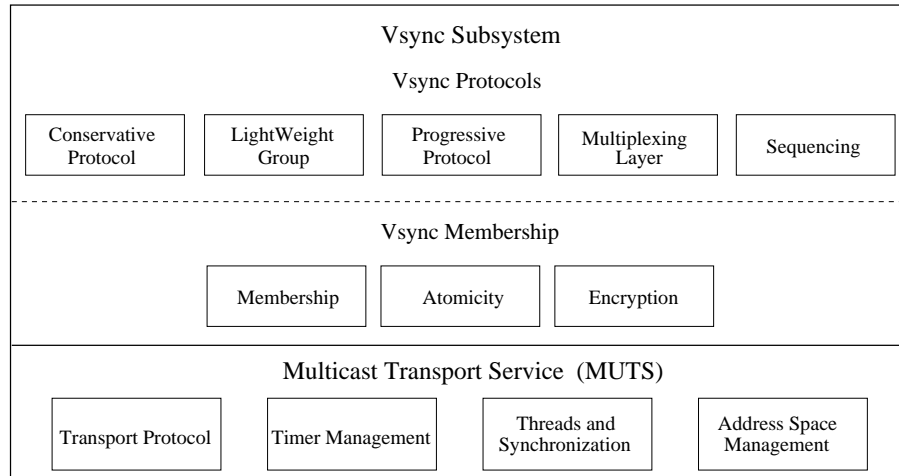 Vsync Subsystem
Vsync Protocols
Conservative
Protocol
LightWeight
Group
Progressive
Protocol
Multiplexing
Layer
Sequencing
Vsync Membership
Membership
Atomicity
Encryption
Multicast Transport Service (MUTS)
Transport Protocol
Timer Management
Threads and
Synchronization
Address Space
Management